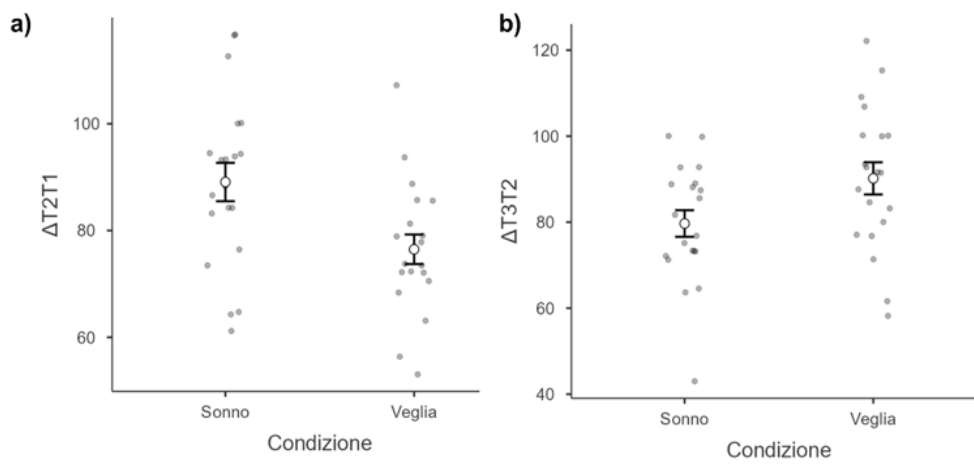 a)
ΔT2T1
100
80
60
Sonno
Veglia
Condizione
b)
ΔT3T2
120
100
80
60
40
Sonno
Veglia
Condizione